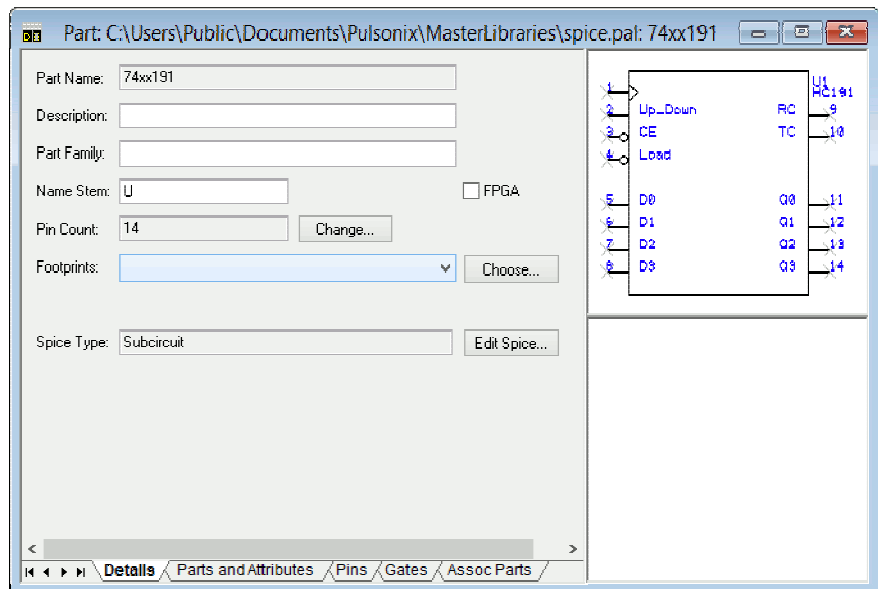 Part: C:\Users\Public\Documents\Pulsonix\MasterLibraries\spice.pal: 74xx191
Part Name: 74xx191
Description:
Part Family:
Name Stem: U
FPGA
Pin Count: 14 Change...
Footprints: Choose...
Spice Type: Subcircuit Edit Spice...
Details Parts and Attributes Pins Gates Assoc Parts
U1
HC191
1
2 Up_Down RC 9
3 CE TC 10
4 Load
5 D0 Q0 11
6 D1 Q1 12
7 D2 Q2 13
8 D3 Q3 14